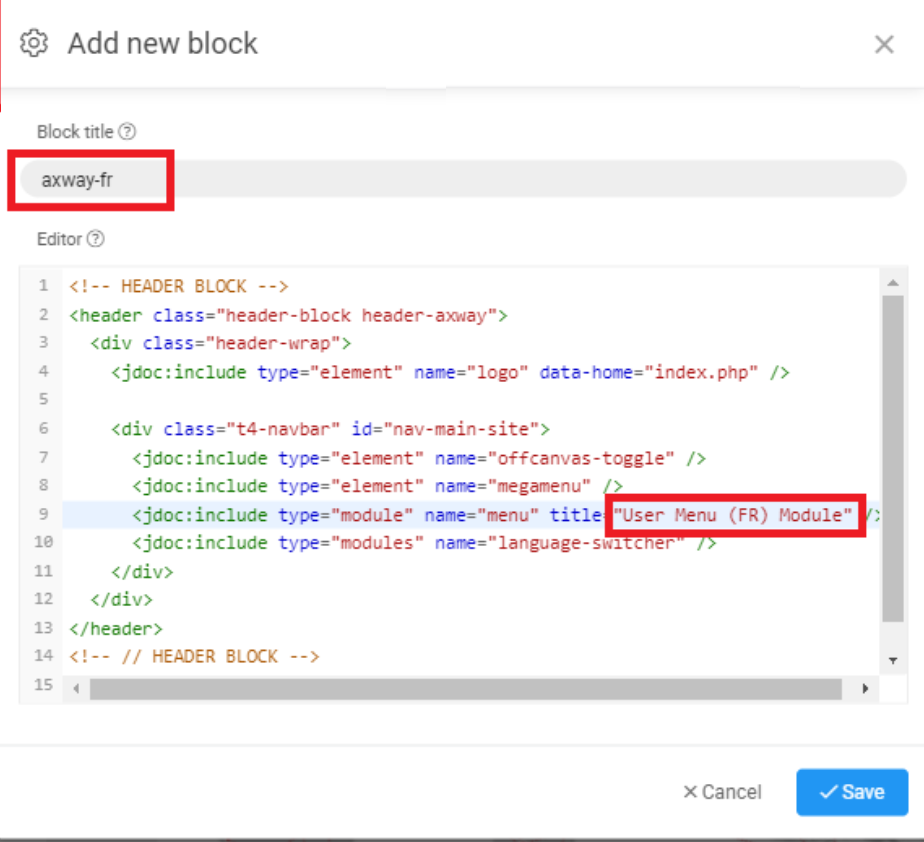 Add new block
Block title
axway-fr
Editor
1 <!-- HEADER BLOCK -->
2 <header class="header-block header-axway">
3 <div class="header-wrap">
4 <jdoc:include type="element" name="logo" data-home="index.php" />
5
6 <div class="t4-navbar" id="nav-main-site">
7 <jdoc:include type="element" name="offcanvas-toggle" />
8 <jdoc:include type="element" name="megamenu" />
9 <jdoc:include type="module" name="menu" title="User Menu (FR) Module" />
10 <jdoc:include type="modules" name="language-switcher" />
11 </div>
12 </div>
13 </header>
14 <!-- // HEADER BLOCK -->
15
Cancel
Save